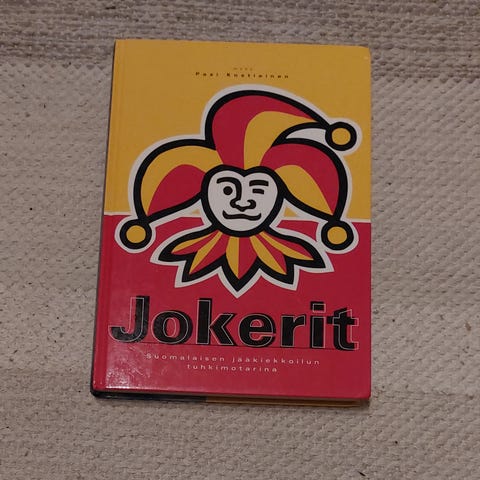 Pasi Kostiainen
Jokerit
Suomalaisen jääkiekkoilun
tuhkimotarina